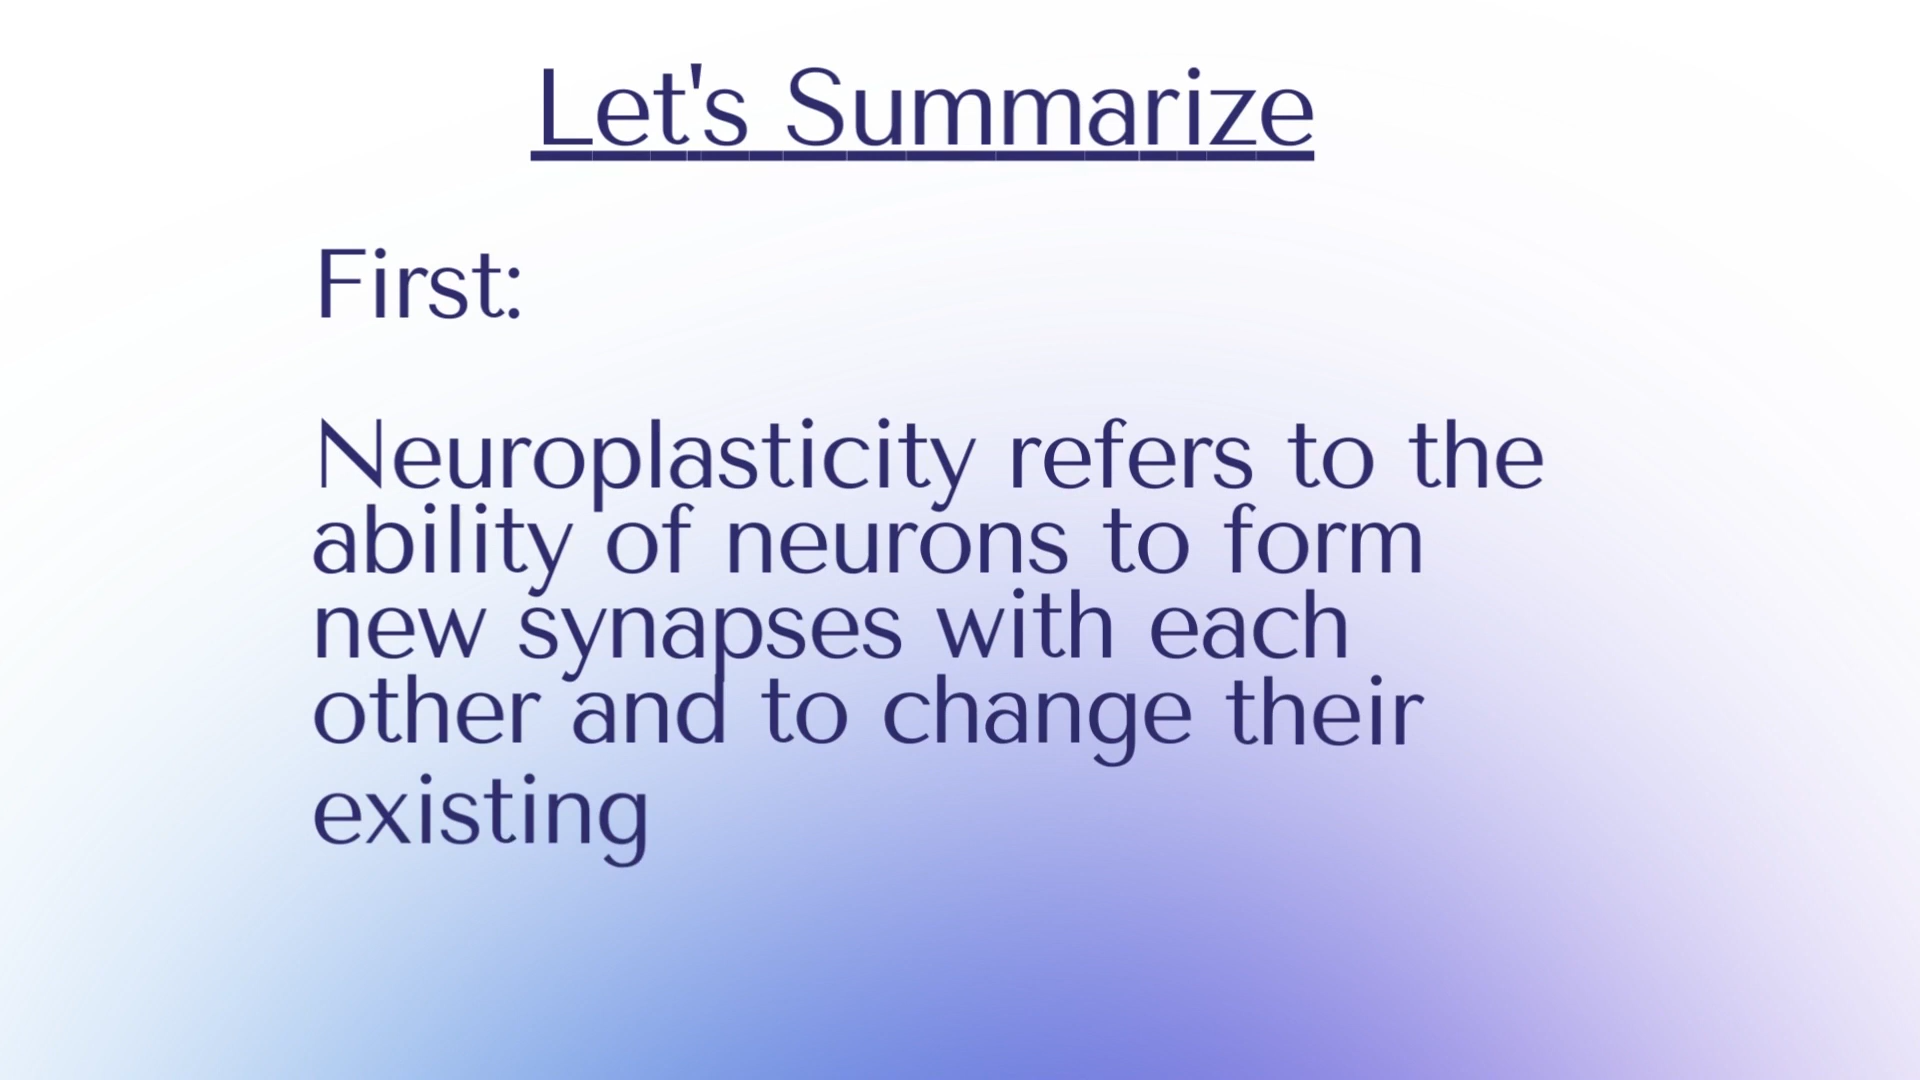 Let's Summarize
First:
Neuroplasticity refers to the
ability of neurons to form
new synapses with each
other and to change their
existing